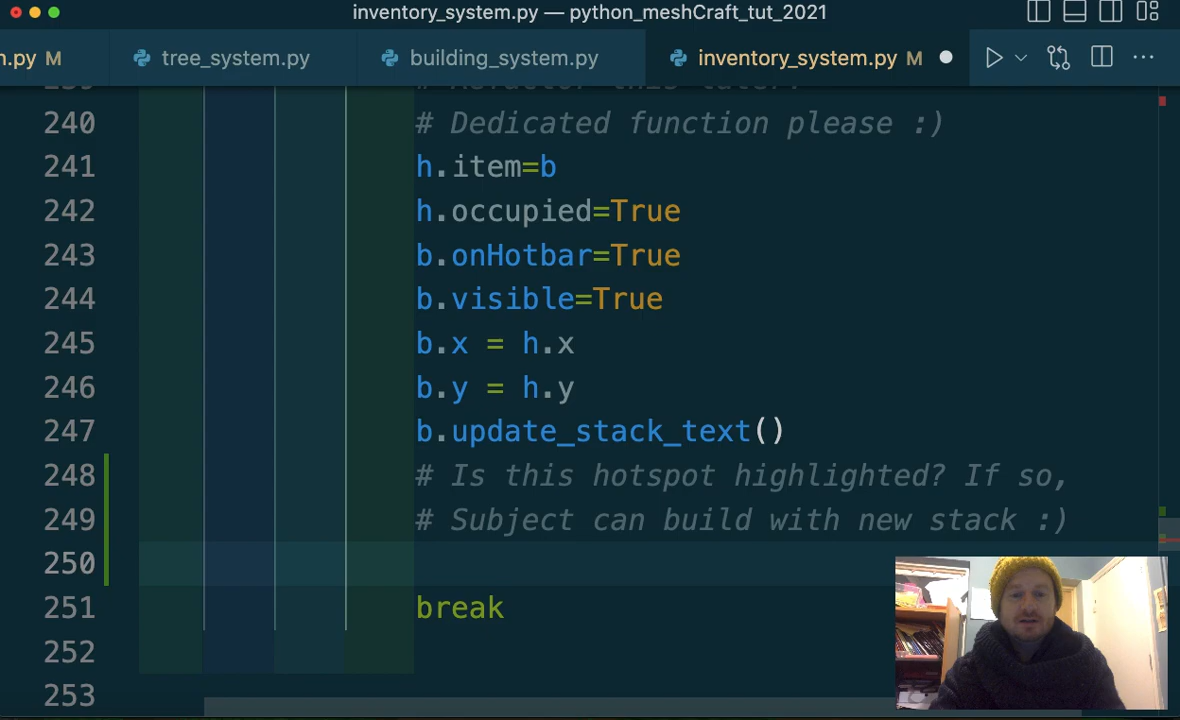 inventory_system.py — python_meshCraft_tut_2021
n.py M tree_system.py building_system.py inventory_system.py M
240 # Dedicated function please :)
241 h.item=b
242 h.occupied=True
243 b.onHotbar=True
244 b.visible=True
245 b.x = h.x
246 b.y = h.y
247 b.update_stack_text()
248 # Is this hotspot highlighted? If so,
249 # Subject can build with new stack :)
250
251 break
252
253